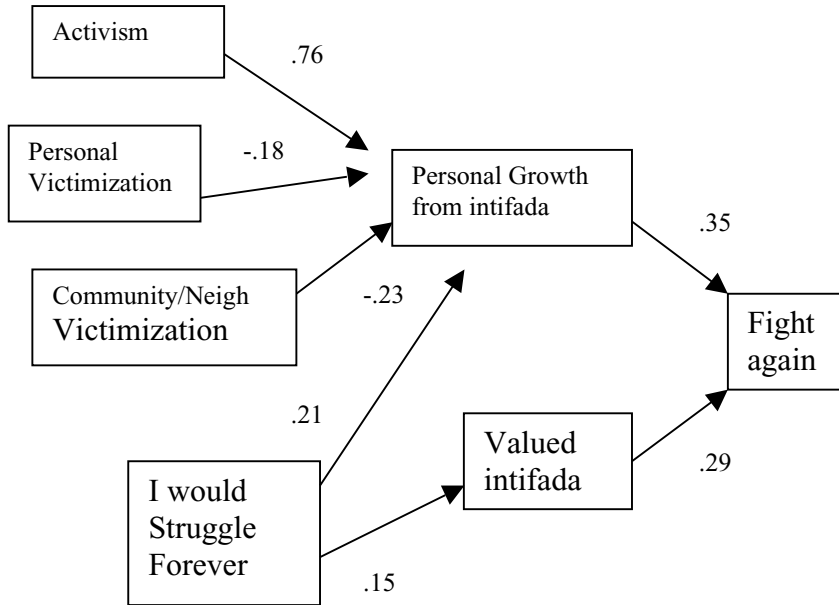 Activism
.76
Personal
Victimization
-.18
Personal Growth
from intifada
.35
Community/Neigh
Victimization
-.23
Fight
again
.21
Valued
intifada
.29
I would
Struggle
Forever
.15